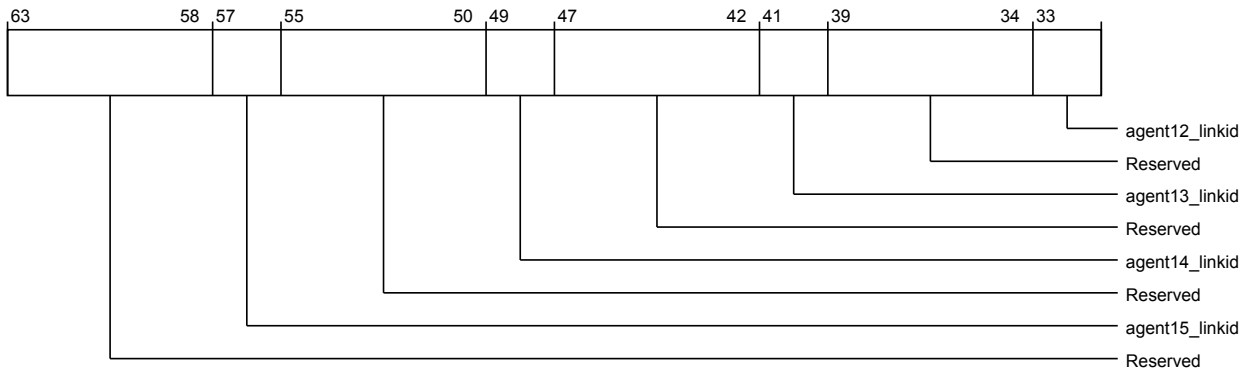 63 58 57 55 50 49 47 42 41 39 34 33
agent12_linkid
Reserved
agent13_linkid
Reserved
agent14_linkid
Reserved
agent15_linkid
Reserved